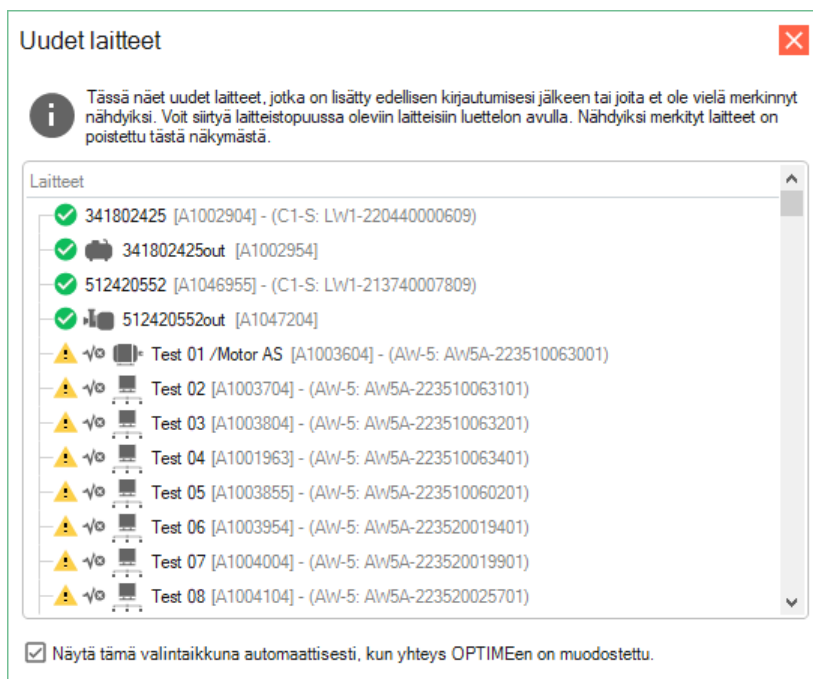 Uudet laitteet
Tässä näet uudet laitteet, jotka on lisätty edellisen kirjautumisesi jälkeen tai joita et ole vielä merkinnyt
nähdyiksi. Voit siirtyä laitteistopuussa oleviin laitteisiin luettelon avulla. Nähdyiksi merkityt laitteet on
poistettu tästä näkymästä.
Laitteet
341802425 [A1002904] - (C1-S: LW1-220440000609)
341802425out [A1002954]
512420552 [A1046955] - (C1-S: LW1-213740007809)
512420552out [A1047204]
Test 01 /Motor AS [A1003604] - (AW-5: AW5A-223510063001)
Test 02 [A1003704] - (AW-5: AW5A-223510063101)
Test 03 [A1003804] - (AW-5: AW5A-223510063201)
Test 04 [A1001963] - (AW-5: AW5A-223510063401)
Test 05 [A1003855] - (AW-5: AW5A-223510060201)
Test 06 [A1003954] - (AW-5: AW5A-223520019401)
Test 07 [A1004004] - (AW-5: AW5A-223520019901)
Test 08 [A1004104] - (AW-5: AW5A-223520025701)
Näytä tämä valintaikkuna automaattisesti, kun yhteys OPTIMEen on muodostettu.